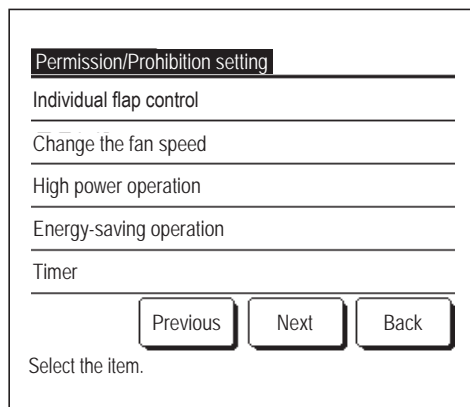 Permission/Prohibition setting
Individual flap control
Change the fan speed
High power operation
Energy-saving operation
Timer
Previous Next Back
Select the item.